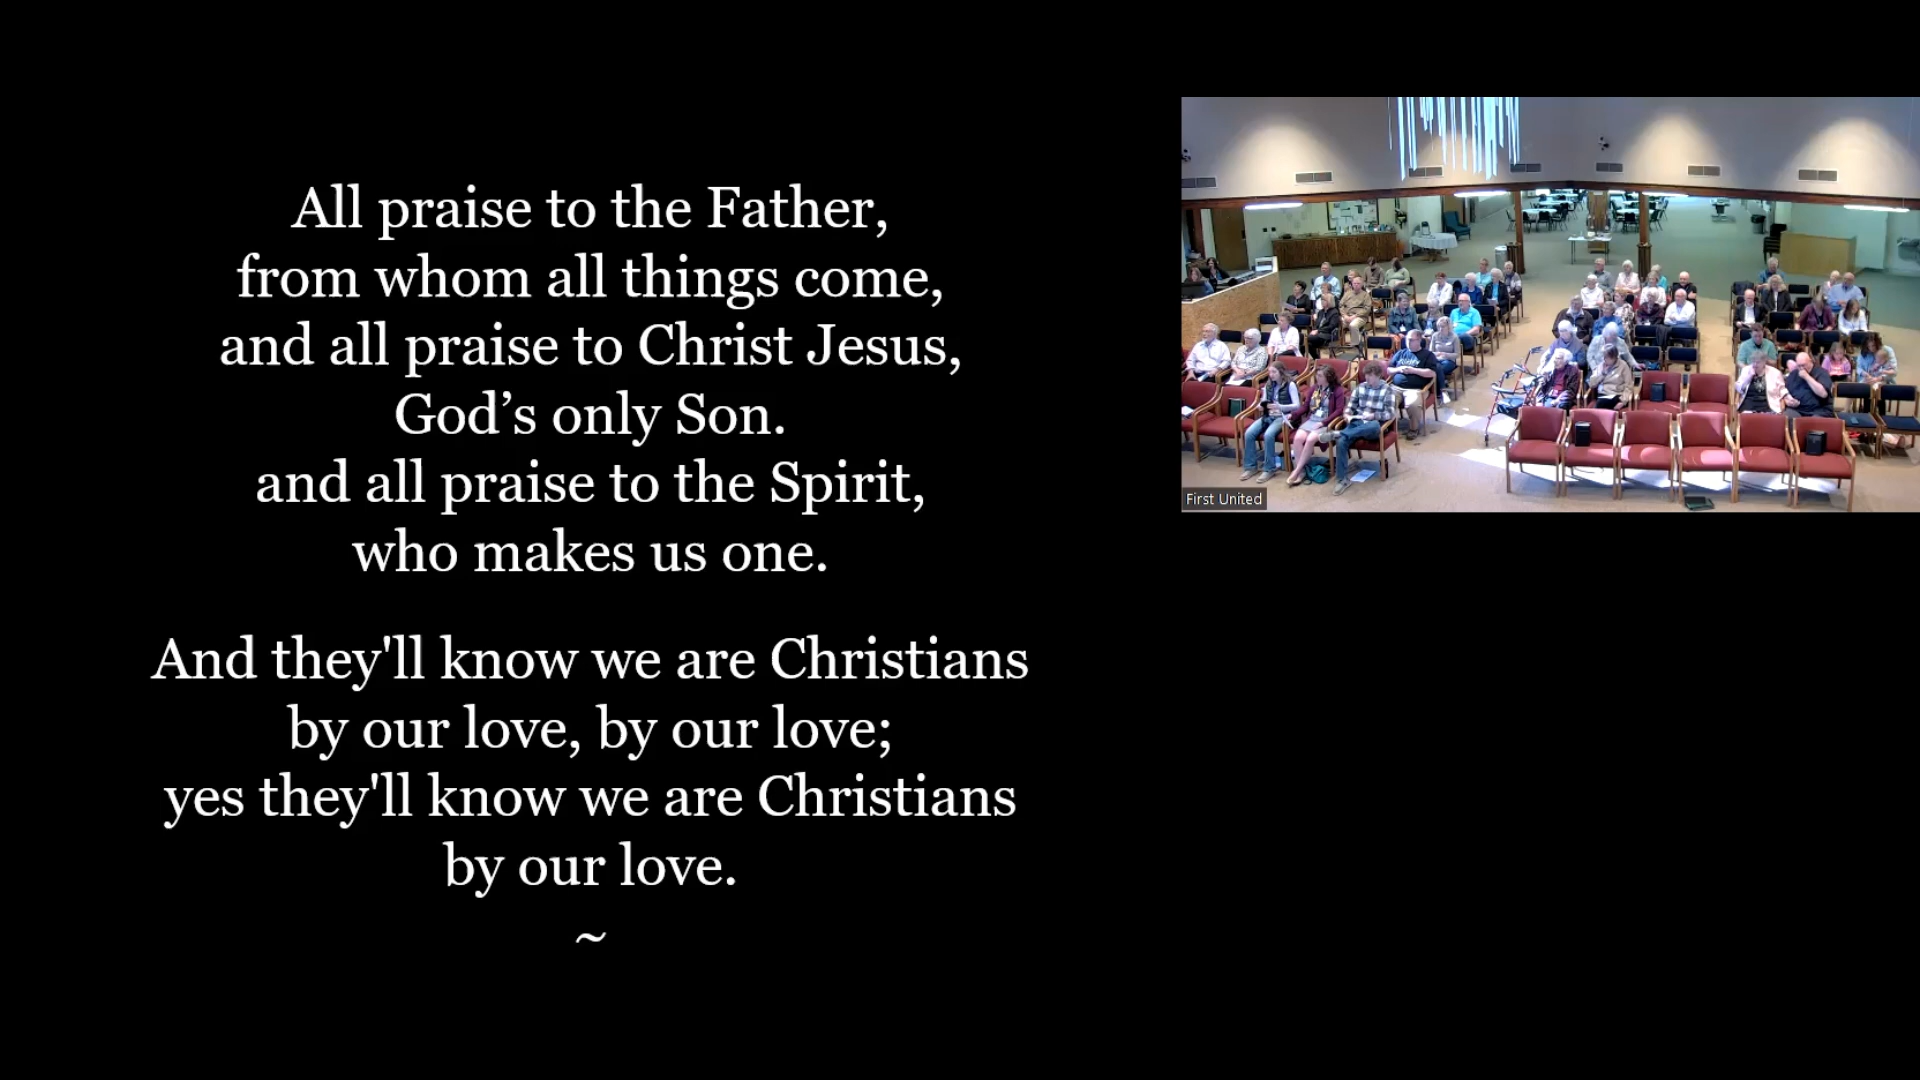 All praise to the Father,
from whom all things come,
and all praise to Christ Jesus,
God’s only Son.
and all praise to the Spirit,
who makes us one.
And they'll know we are Christians
by our love, by our love;
yes they'll know we are Christians
by our love.
~
First United